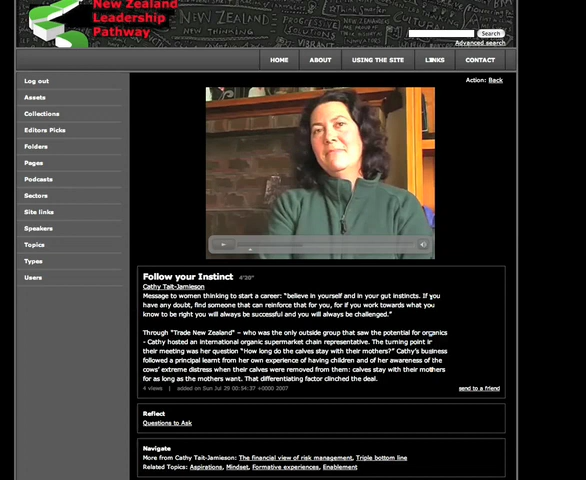 New Zealand
Leadership
Pathway
NEW ZEALAND
PROGRESSIVE
SOLUTIONS
VIBRANT
Search
Advanced search
HOME
ABOUT
USING THE SITE
LINKS
CONTACT
Action: Back
Log out
Assets
Collections
Editors Picks
Folders
Pages
Podcasts
Sectors
Site links
Speakers
Topics
Types
Users
Follow your Instinct 4'20"
Cathy Tait-Jamieson
Message to women thinking to start a career: "believe in yourself and in your gut instincts. If you
have any doubt, find someone that can reinforce that for you, for if you work towards what you
know to be right you will always be successful and you will always be challenged."
Through "Trade New Zealand" – who was the only outside group that saw the potential for organics
- Cathy hosted an international organic supermarket chain representative. The turning point in
their meeting was her question "How long do the calves stay with their mothers?" Cathy's business
followed a principal learnt from her own experience of having children and of her awareness of the
cows' extreme distress when their calves were removed from them: calves stay with their mothers
for as long as the mothers want. That differentiating factor clinched the deal.
4 views | added on Sun Jul 29 00:54:37 +0000 2007
send to a friend
Reflect
Questions to Ask
Navigate
More from Cathy Tait-Jamieson: The financial view of risk management, Triple bottom line
Related Topics: Aspirations, Mindset, Formative experiences, Enablement